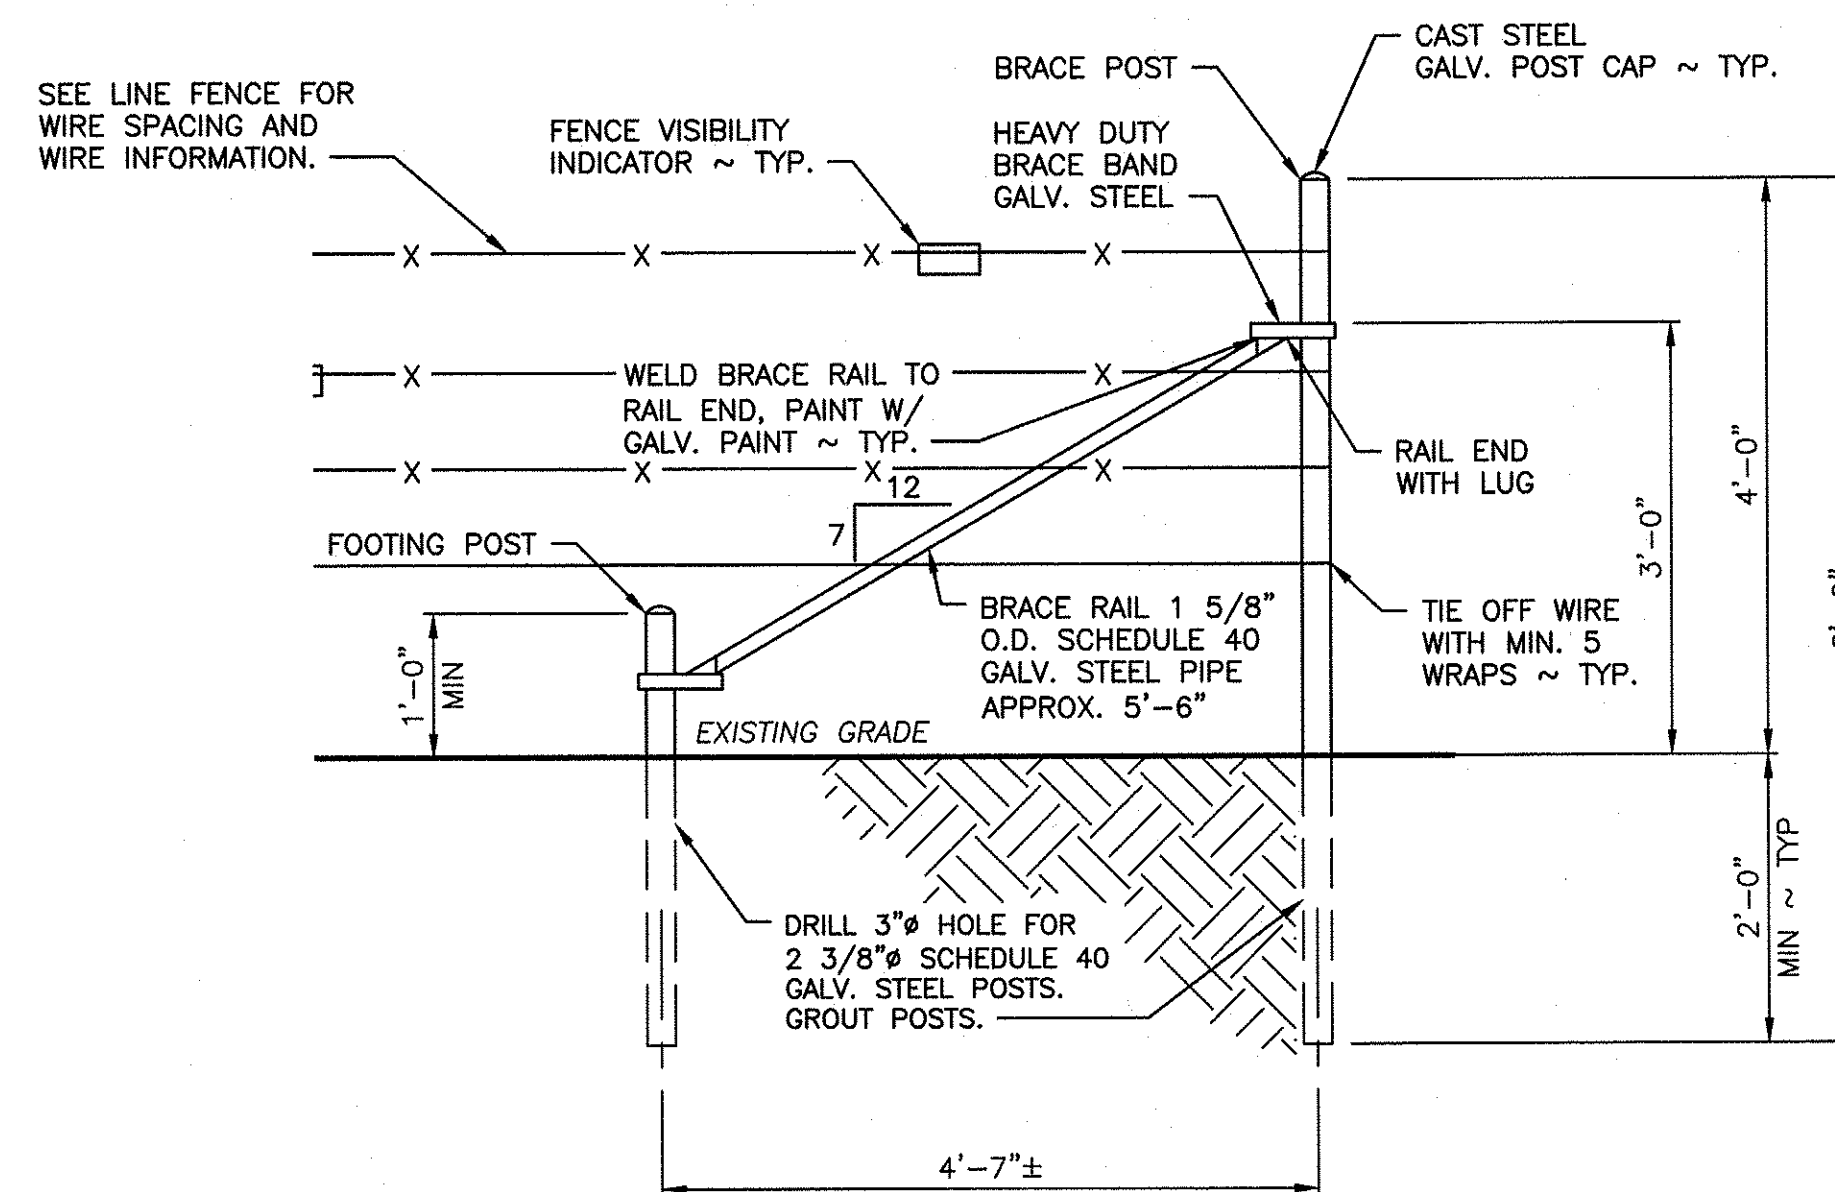 SEE LINE FENCE FOR
WIRE SPACING AND
WIRE INFORMATION.
FENCE VISIBILITY
INDICATOR ~ TYP.
BRACE POST
CAST STEEL
GALV. POST CAP ~ TYP.
HEAVY DUTY
BRACE BAND
GALV. STEEL
X X X X
X X
WELD BRACE RAIL TO
RAIL END, PAINT W/
GALV. PAINT ~ TYP.
X X X X
RAIL END
WITH LUG
12
7
3'-0"
4'-0"
FOOTING POST
1'-0"
MIN
BRACE RAIL 1 5/8"
O.D. SCHEDULE 40
GALV. STEEL PIPE
APPROX. 5'-6"
TIE OFF WIRE
WITH MIN. 5
WRAPS ~ TYP.
EXISTING GRADE
DRILL 3"ø HOLE FOR
2 3/8"ø SCHEDULE 40
GALV. STEEL POSTS.
GROUT POSTS.
2'-0"
MIN ~ TYP
4'-7"±